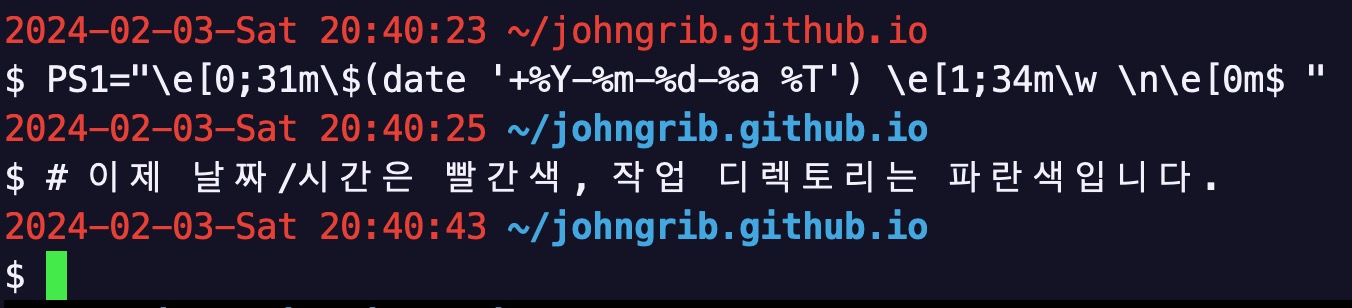 2024-02-03-Sat 20:40:23 ~/johngrib.github.io
$ PS1="\e[0;31m\$(date '+%Y-%m-%d-%a %T') \e[1;34m\w \n\e[0m$ "
2024-02-03-Sat 20:40:25 ~/johngrib.github.io
$ # 이제 날짜/시간은 빨간색, 작업 디렉토리는 파란색입니다.
2024-02-03-Sat 20:40:43 ~/johngrib.github.io
$